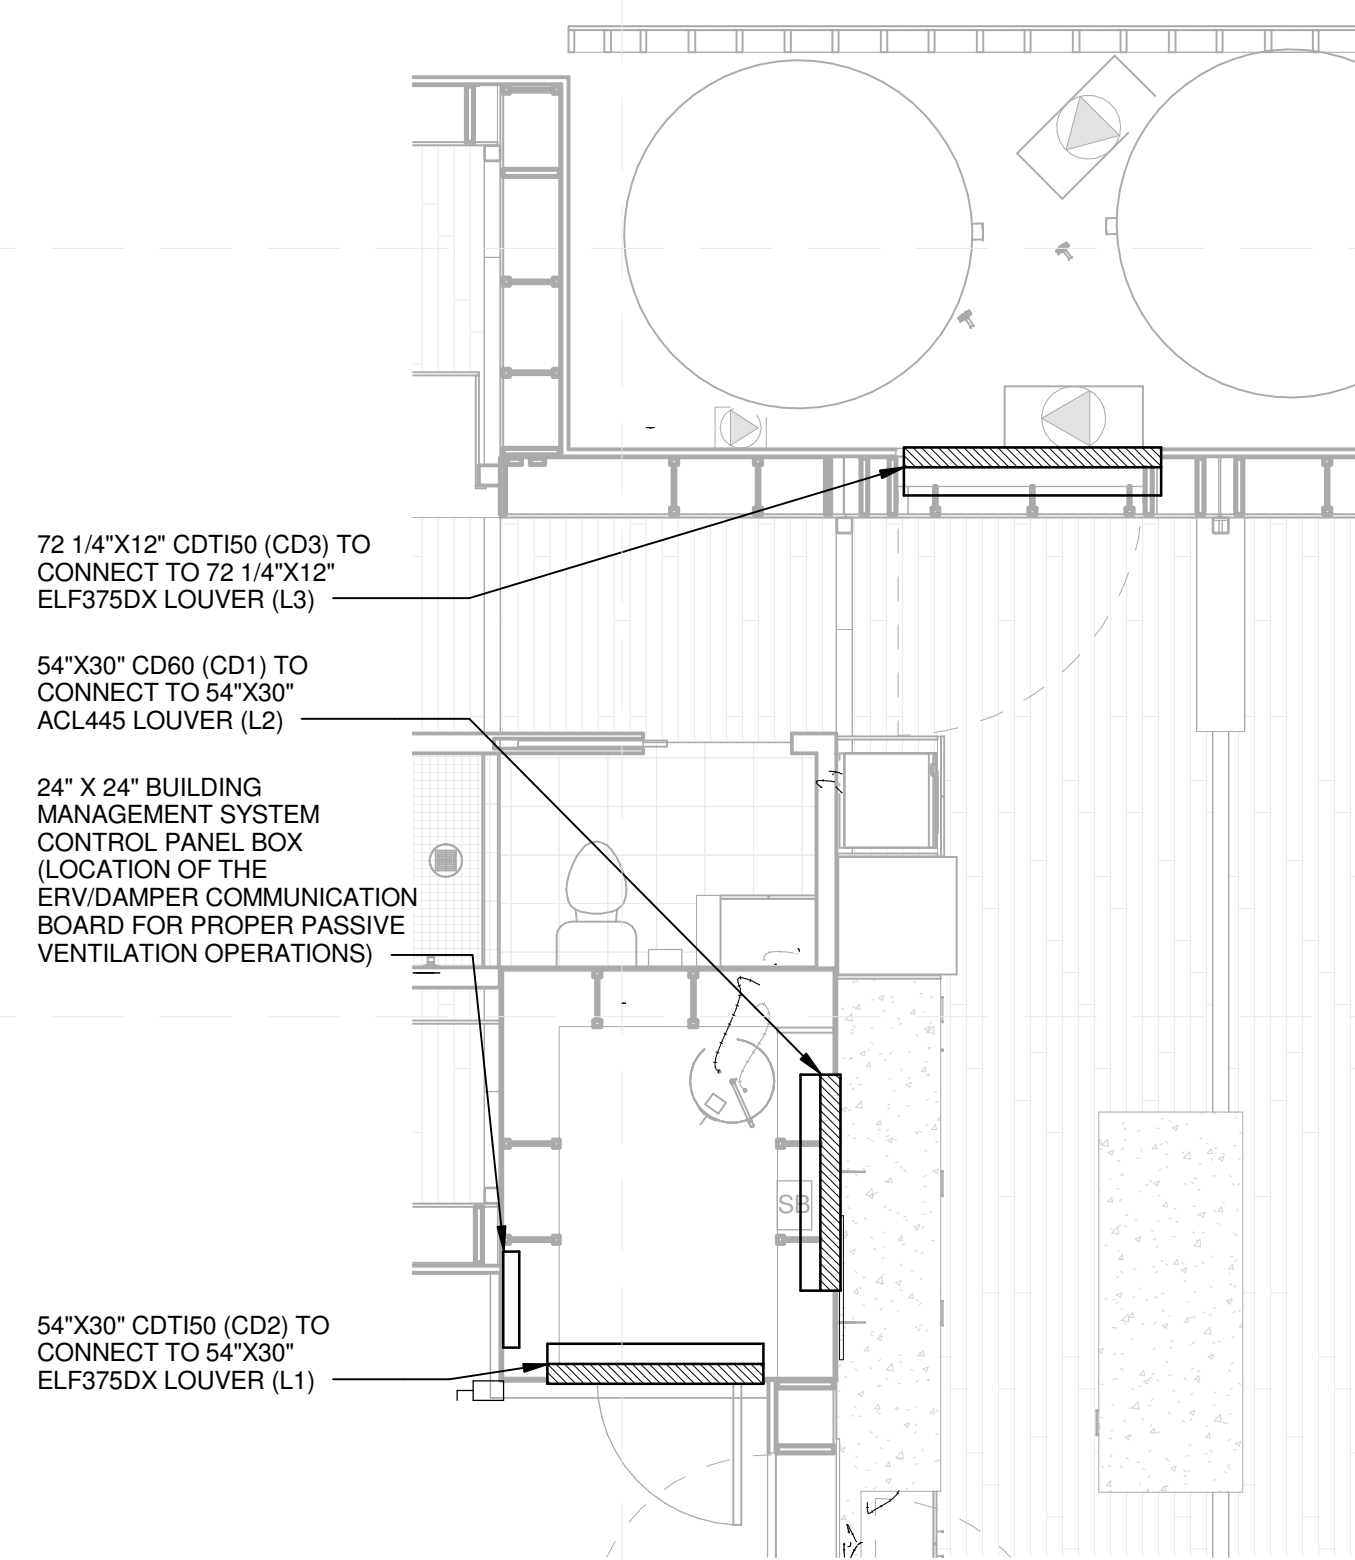 72 1/4"X12" CDTI50 (CD3) TO
CONNECT TO 72 1/4"X12"
ELF375DX LOUVER (L3)
54"X30" CD60 (CD1) TO
CONNECT TO 54"X30"
ACL445 LOUVER (L2)
24" X 24" BUILDING
MANAGEMENT SYSTEM
CONTROL PANEL BOX
(LOCATION OF THE
ERV/DAMPER COMMUNICATION
BOARD FOR PROPER PASSIVE
VENTILATION OPERATIONS)
SB
54"X30" CDTI50 (CD2) TO
CONNECT TO 54"X30"
ELF375DX LOUVER (L1)